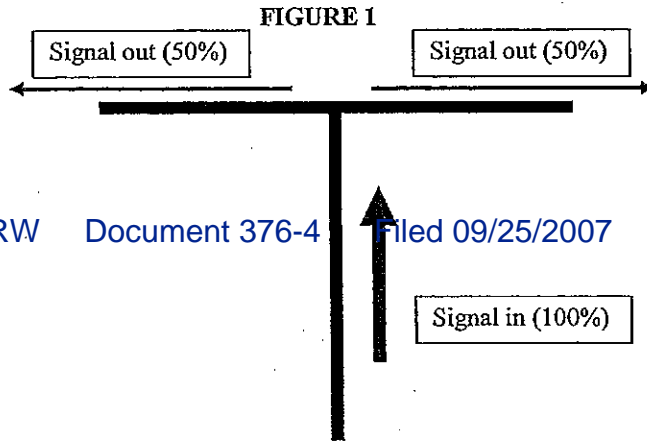 FIGURE 1
Signal out (50%)
Signal out (50%)
RW Document 376-4 Filed 09/25/2007
Signal in (100%)